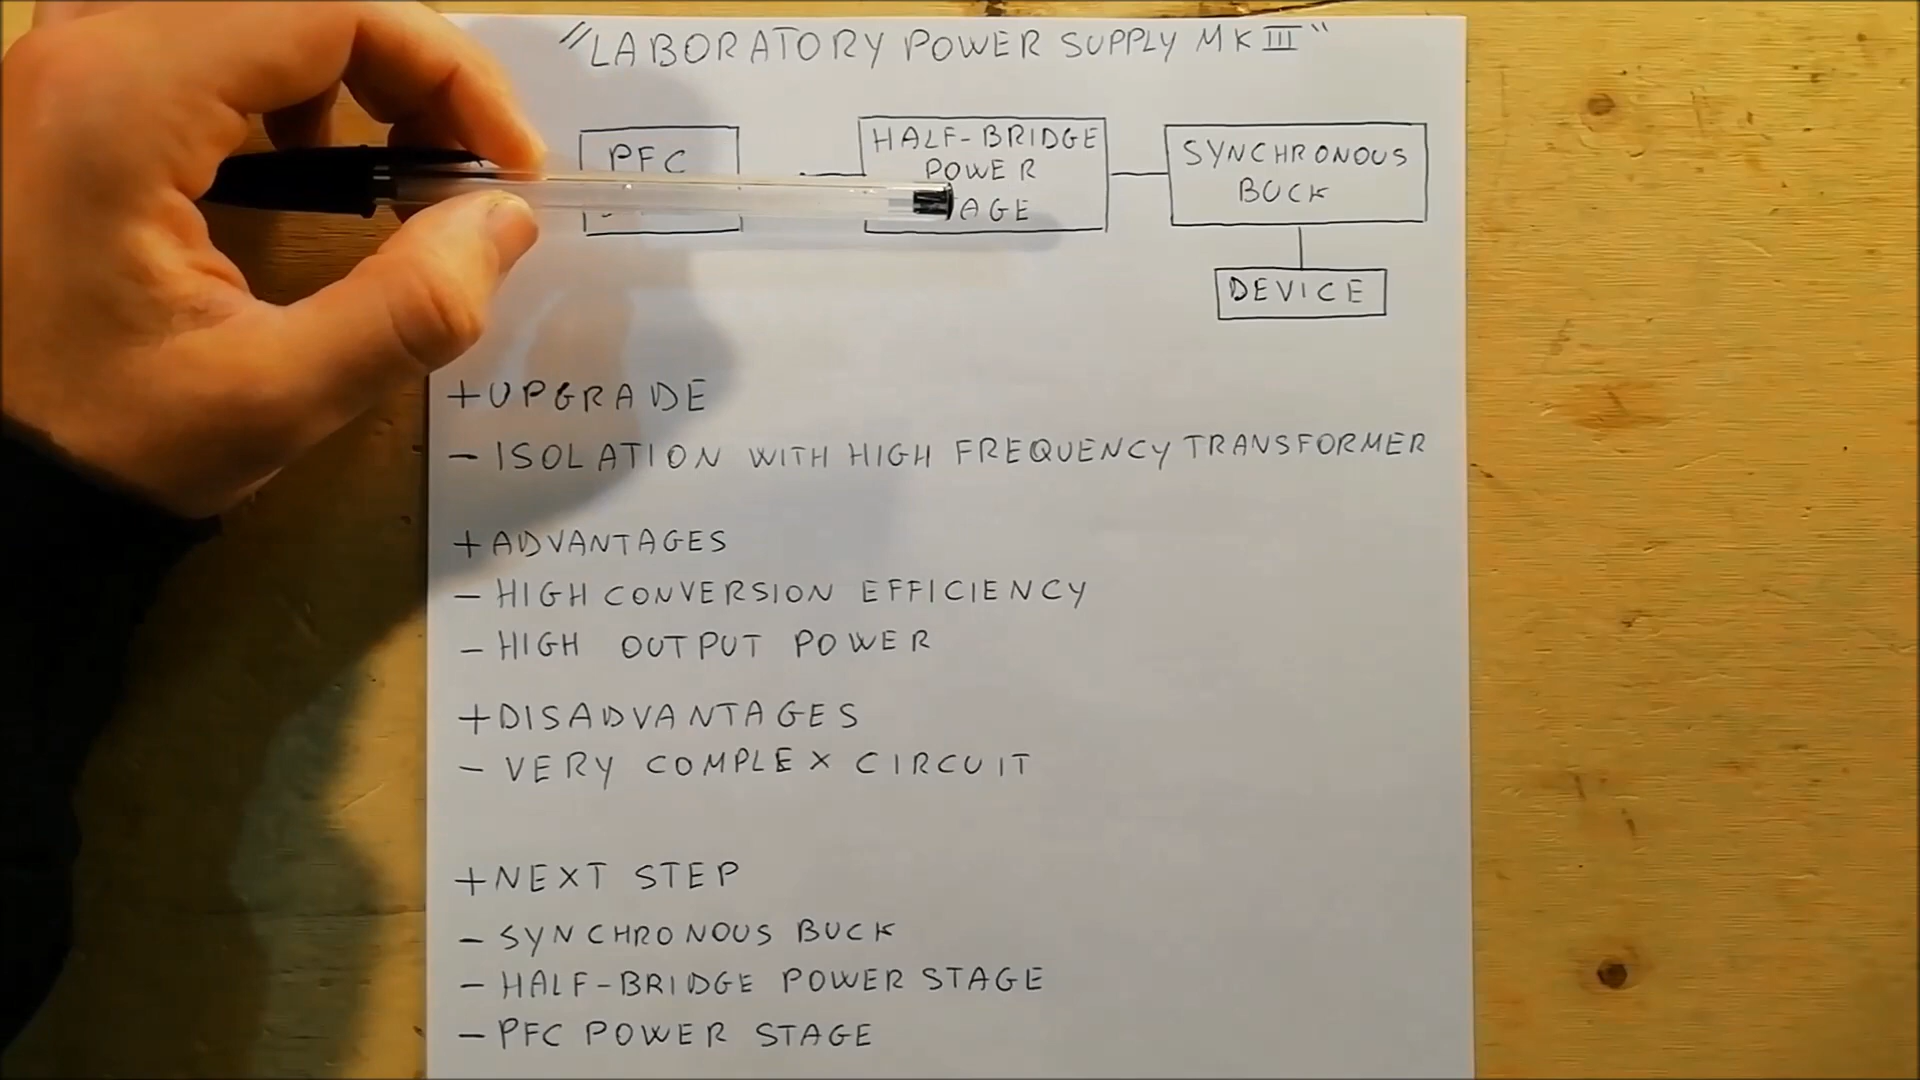 "LABORATORY POWER SUPPLY MK III"
PFC
HALF-BRIDGE
POWER
AGE
SYNCHRONOUS
BUCK
DEVICE
+UPGRADE
- ISOLATION WITH HIGH FREQUENCY TRANSFORMER
+ADVANTAGES
- HIGH CONVERSION EFFICIENCY
- HIGH OUTPUT POWER
+DISADVANTAGES
- VERY COMPLEX CIRCUIT
+NEXT STEP
- SYNCHRONOUS BUCK
- HALF-BRIDGE POWER STAGE
- PFC POWER STAGE